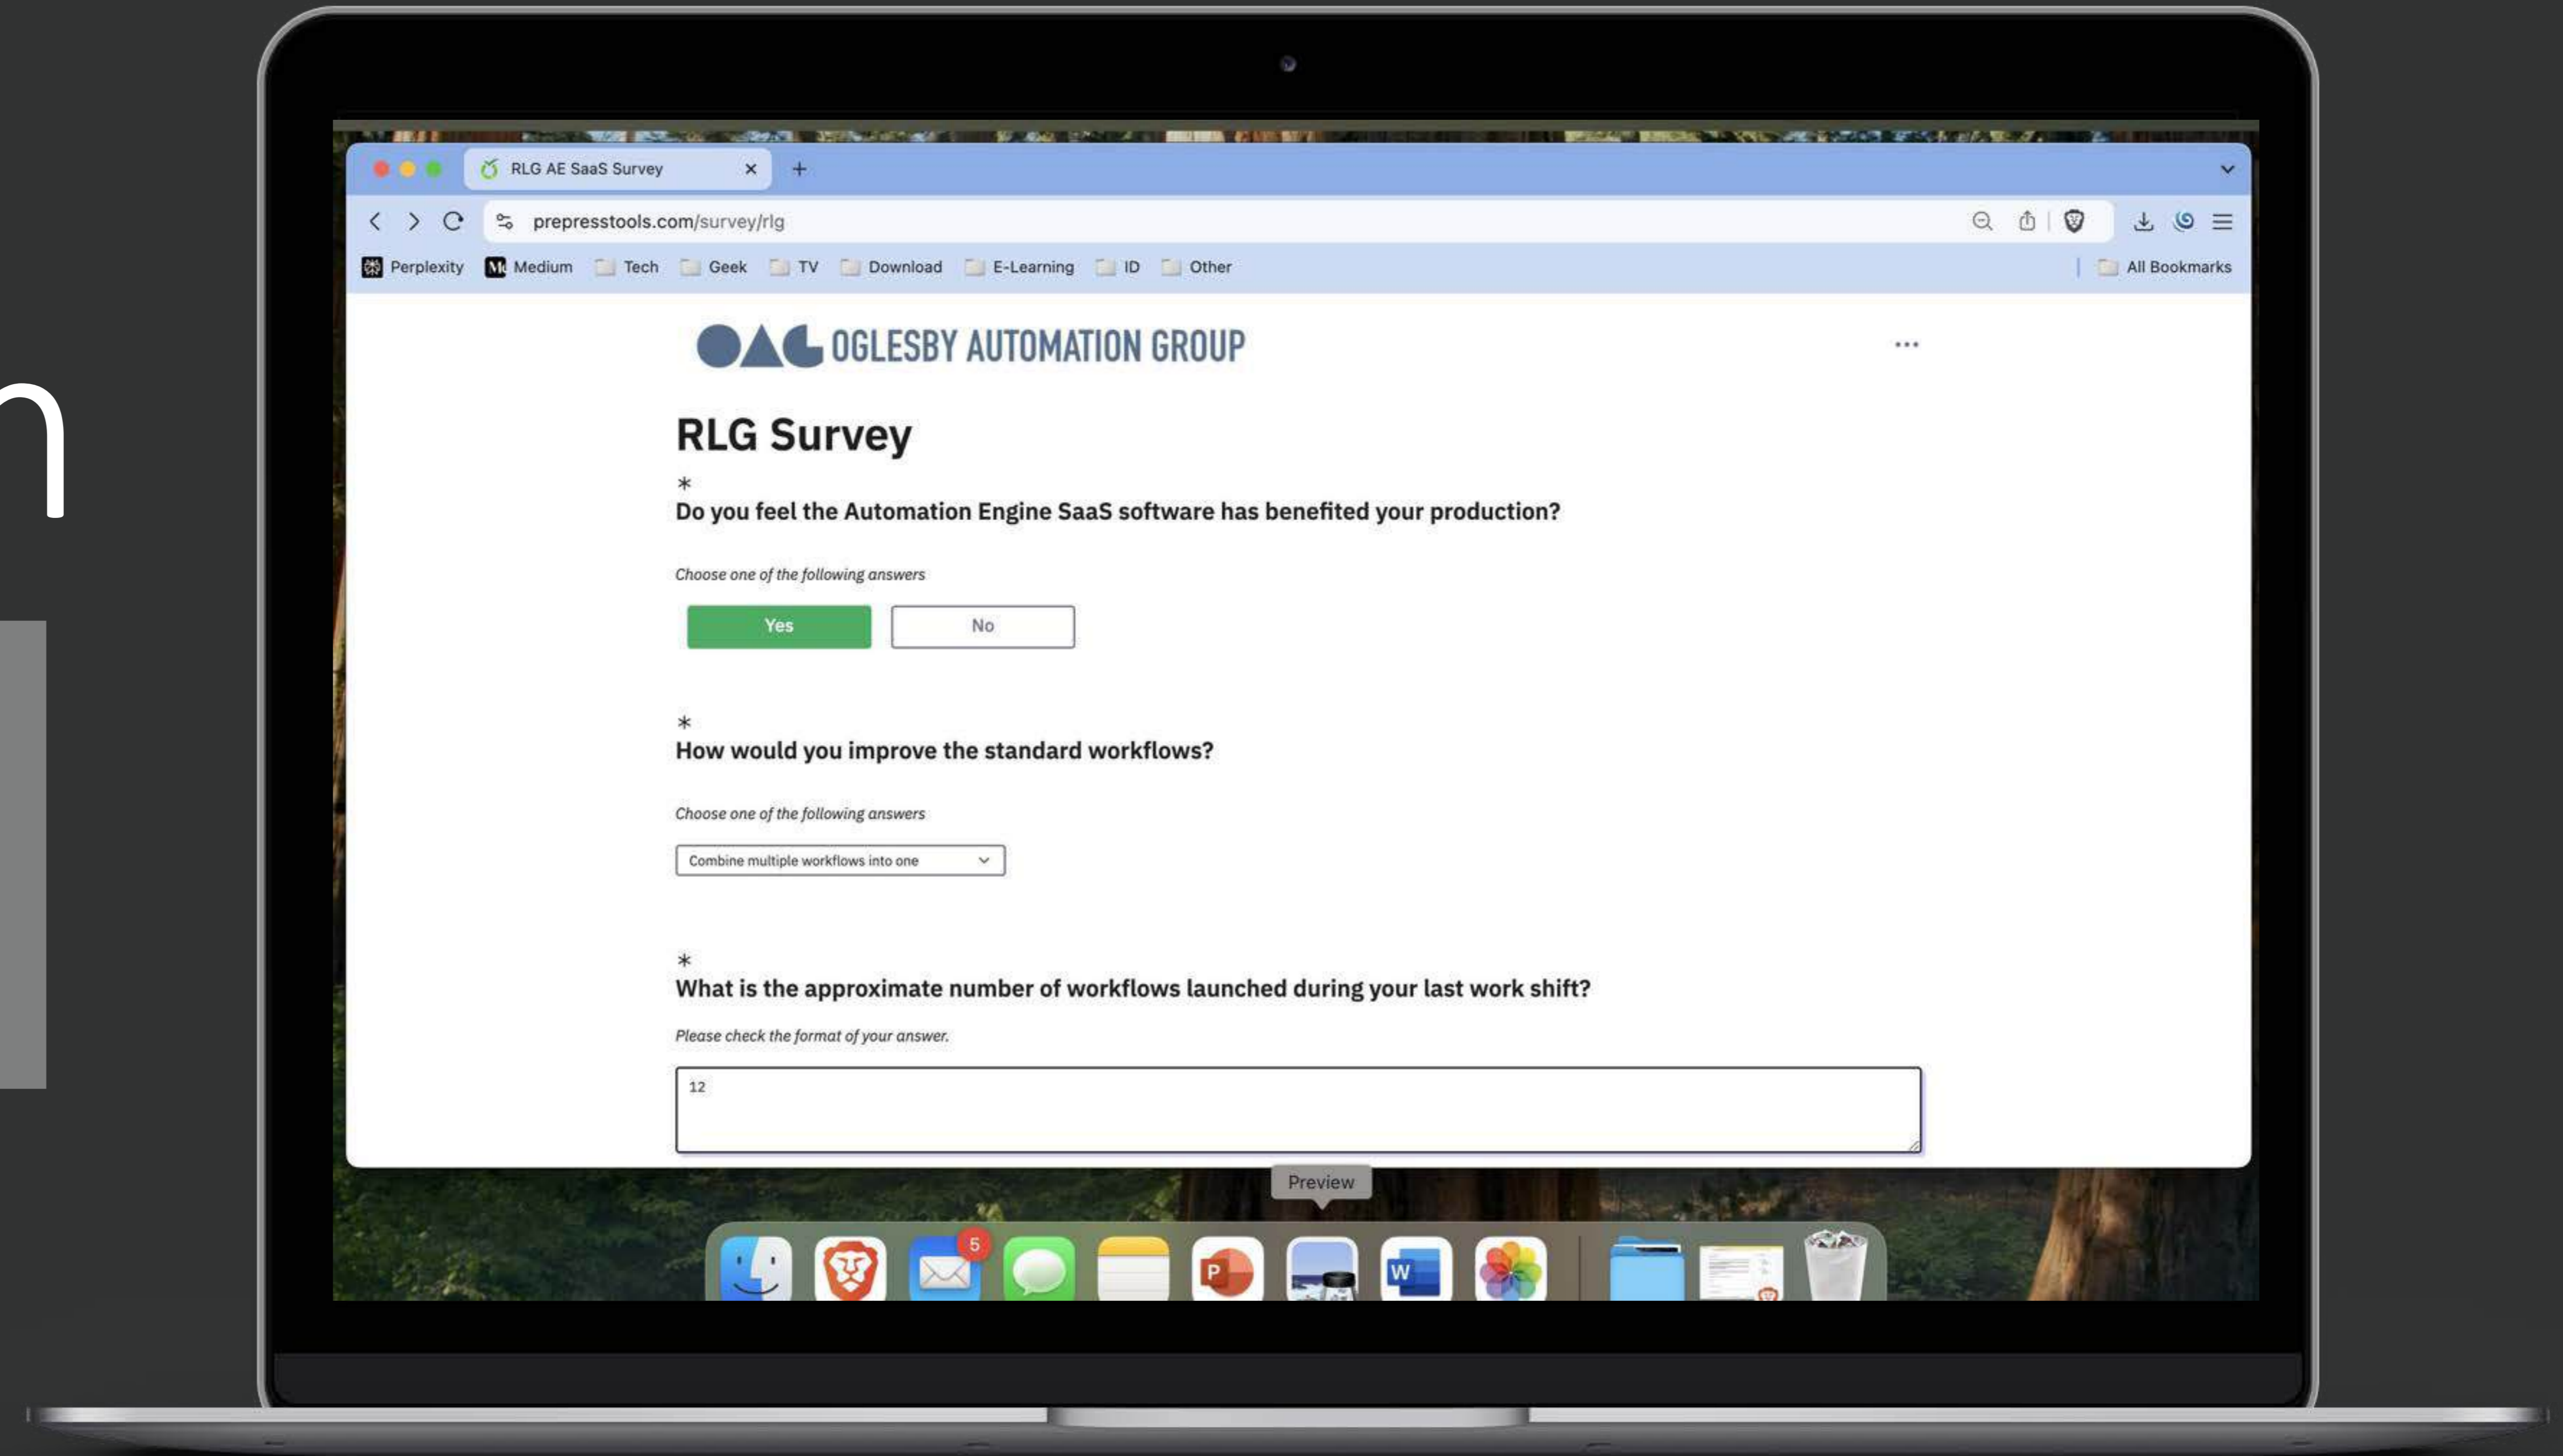 n
RLG AE SaaS Survey
prepresstools.com/survey/rlg
Perplexity Medium Tech Geek TV Download E-Learning ID Other All Bookmarks
OGLESBY AUTOMATION GROUP
RLG Survey
*
Do you feel the Automation Engine SaaS software has benefited your production?
Choose one of the following answers
Yes No
*
How would you improve the standard workflows?
Choose one of the following answers
Combine multiple workflows into one
*
What is the approximate number of workflows launched during your last work shift?
Please check the format of your answer.
12
Preview
5
P W